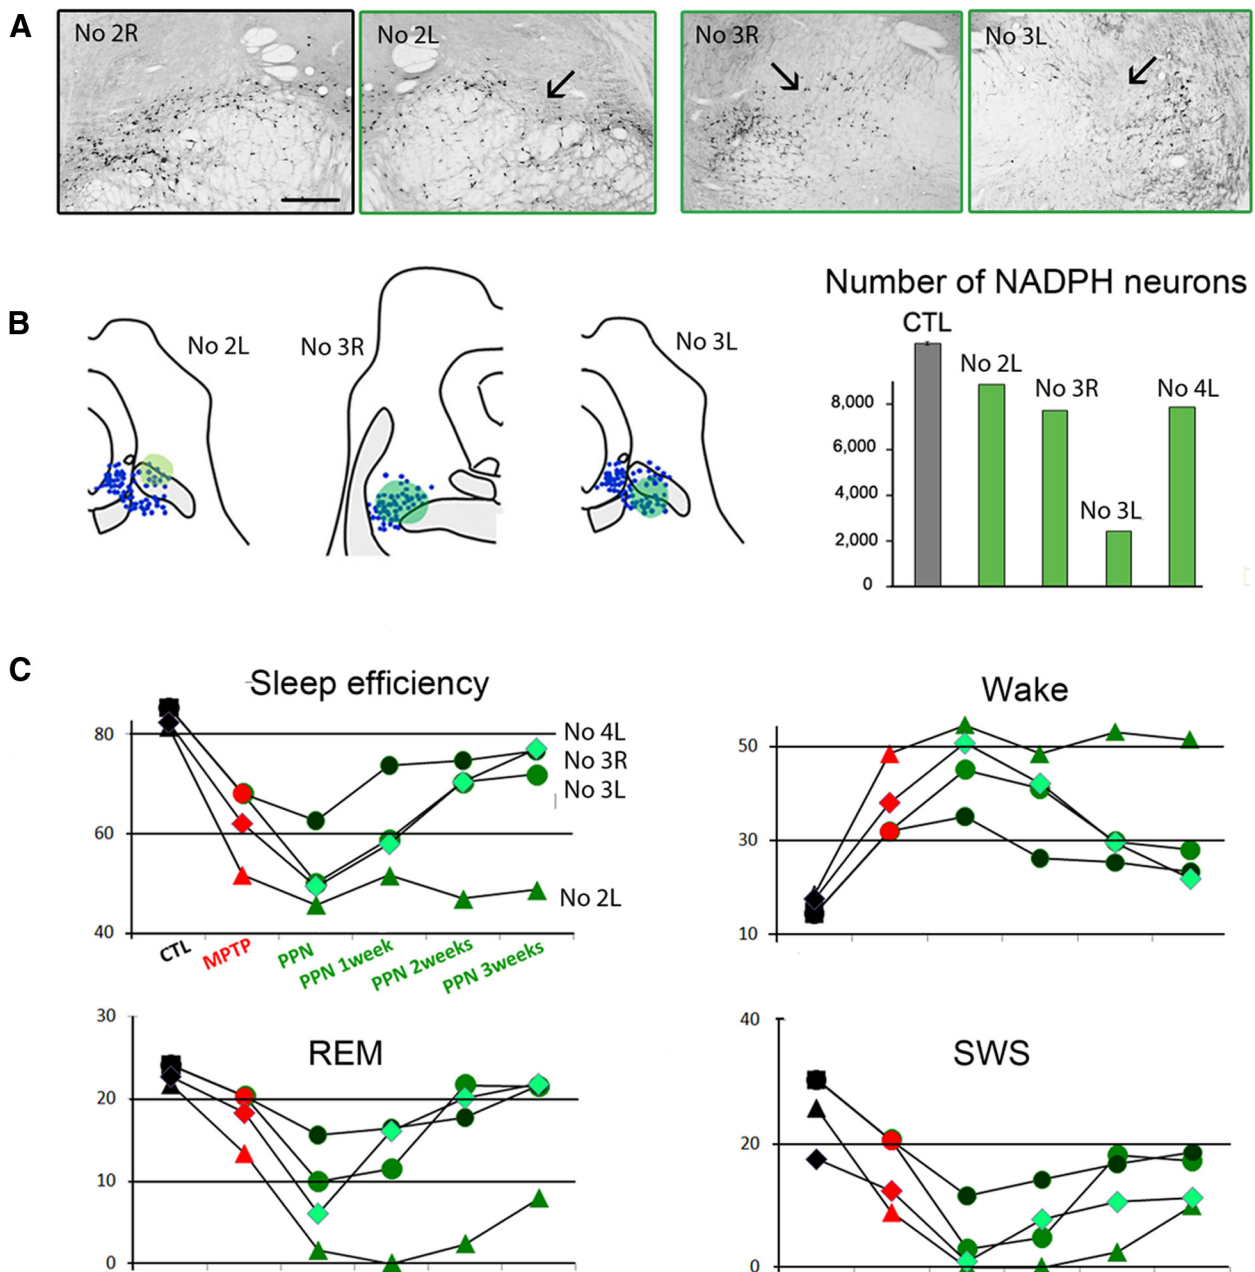 A
No 2R
No 2L
No 3R
No 3L
B
No 2L
No 3R
No 3L
Number of NADPH neurons
CTL
No 2L
No 3R
No 4L
No 3L
8,000
6,000
4,000
2,000
0
C
Sleep efficiency
80
60
40
No 4L
No 3R
No 3L
No 2L
CTL
MPTP
PPN
PPN 1week
PPN 2weeks
PPN 3weeks
Wake
50
30
10
REM
30
20
10
0
SWS
40
20
0